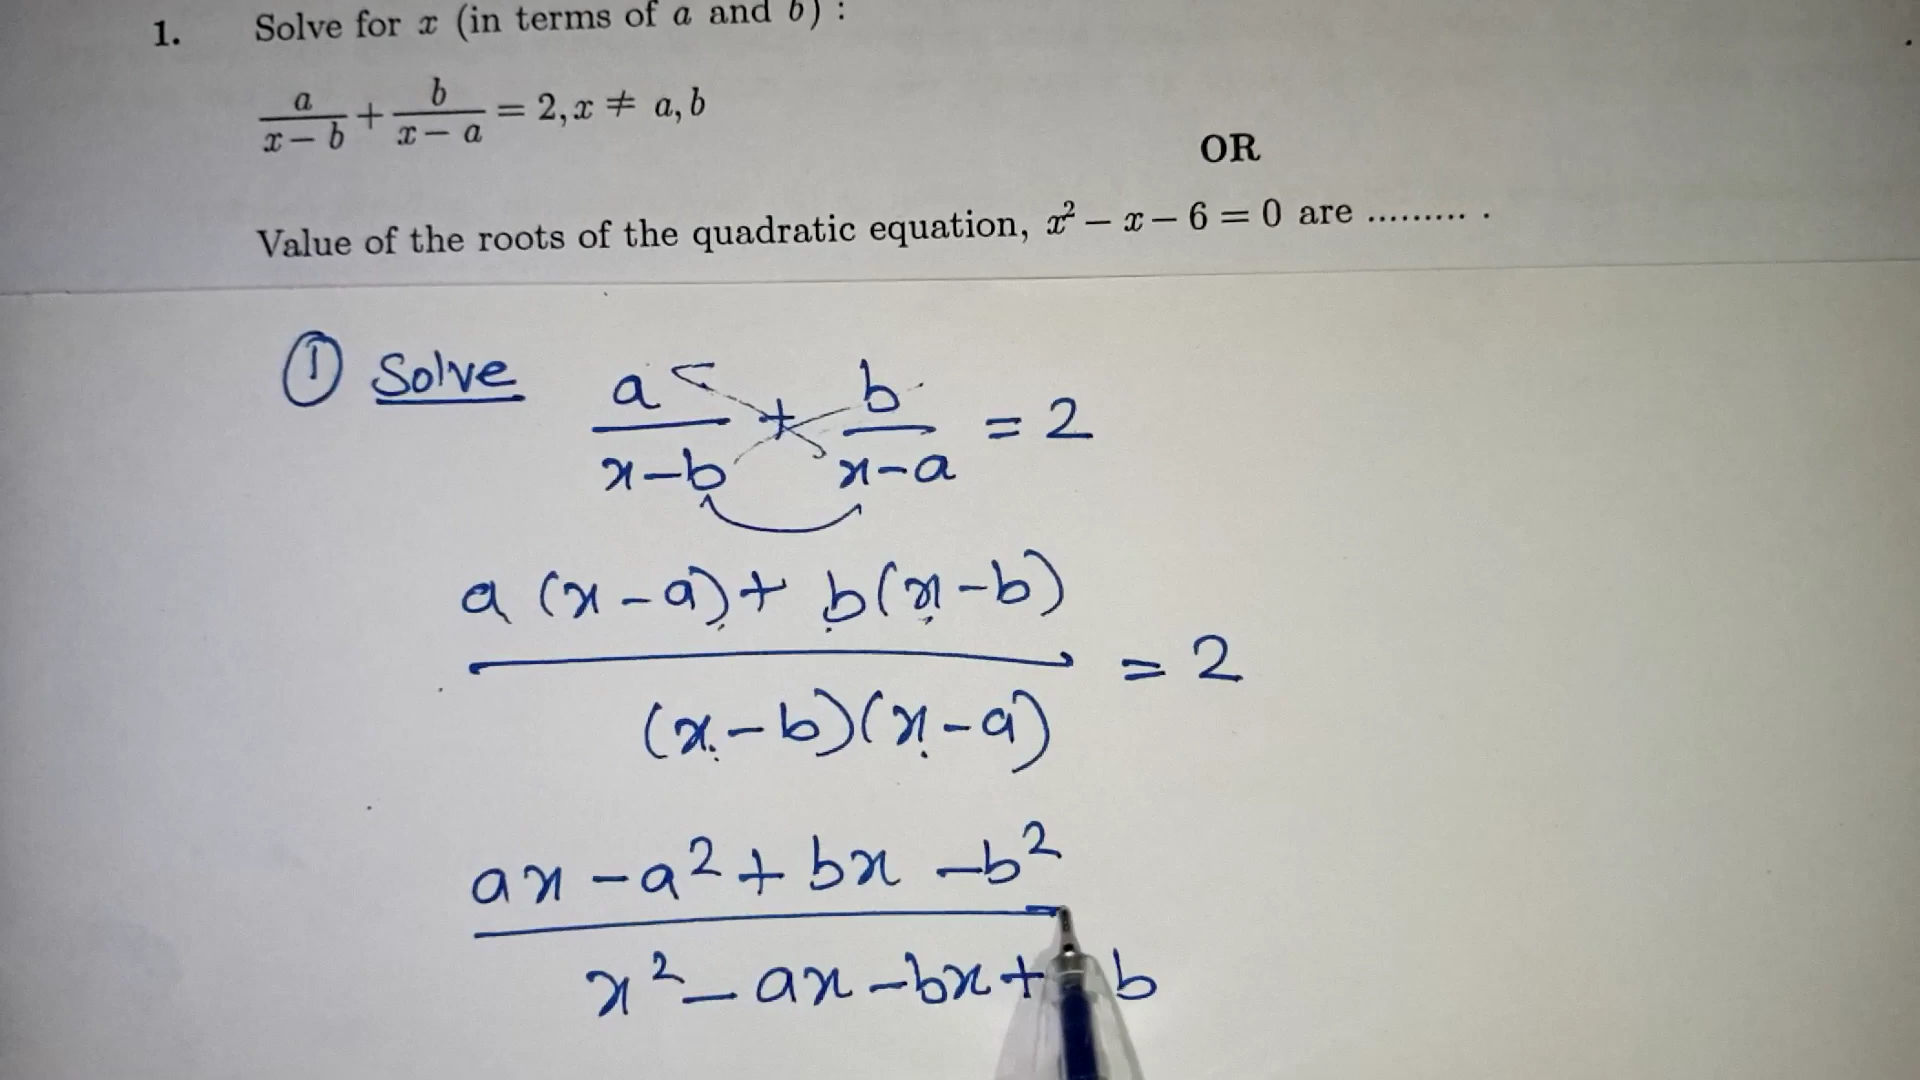 1. Solve for x (in terms of a and b) :
a/(x − b) + b/(x − a) = 2, x ≠ a, b
OR
Value of the roots of the quadratic equation, x² − x − 6 = 0 are ......... .
① Solve a/(x−b) + b/(x−a) = 2
(a(x−a) + b(x−b))/((x−b)(x−a)) = 2
ax − a² + bx − b²
x² − ax − bx + b